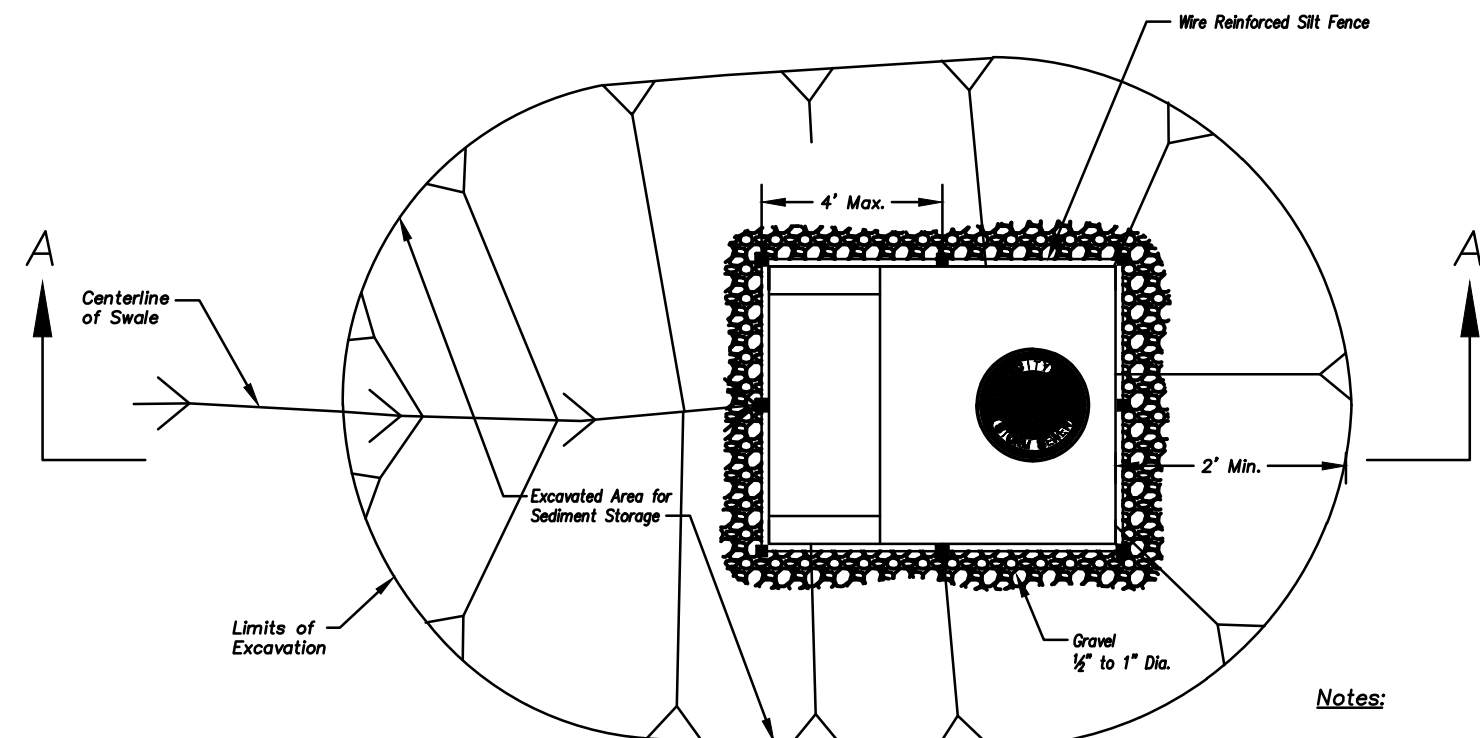 Wire Reinforced Silt Fence
4' Max.
A
A
Centerline
of Swale
2' Min.
Excavated Area for
Sediment Storage
Limits of
Excavation
Gravel
½" to 1" Dia.
Notes: